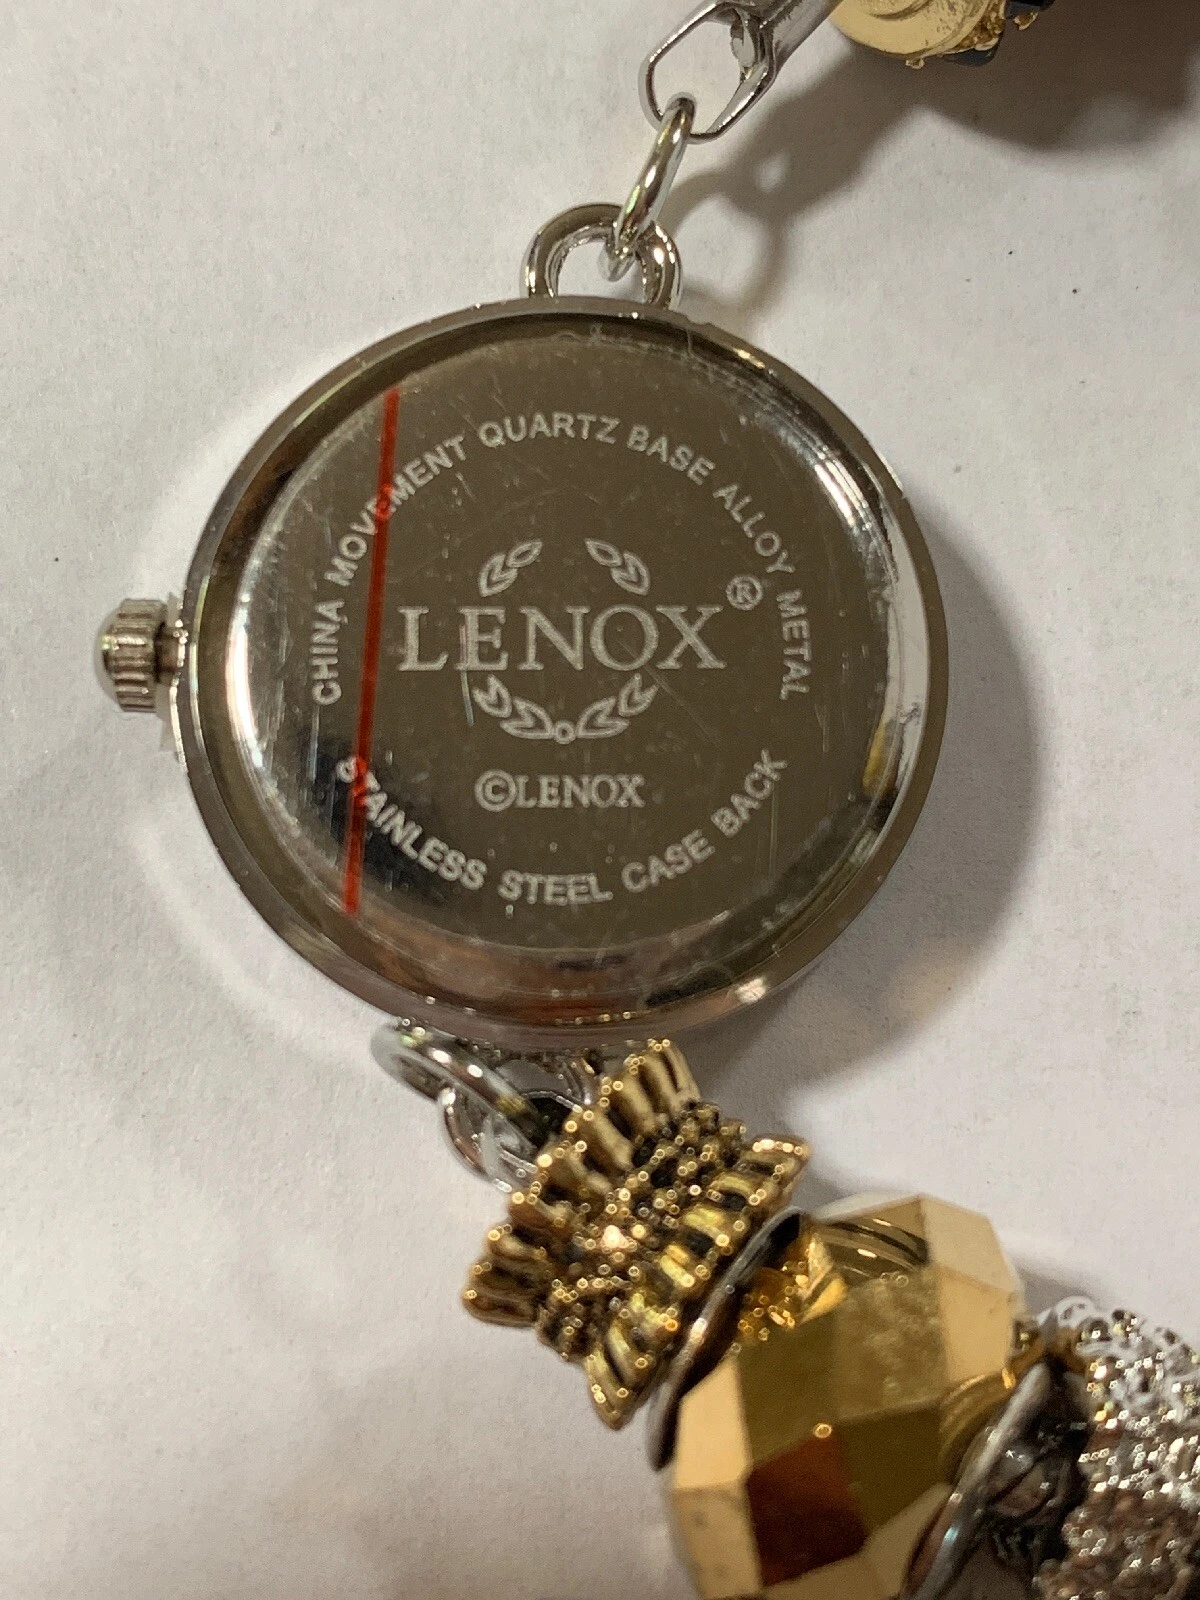 CHINA MOVEMENT QUARTZ BASE ALLOY METAL
LENOX®
©LENOX
STAINLESS STEEL CASE BACK